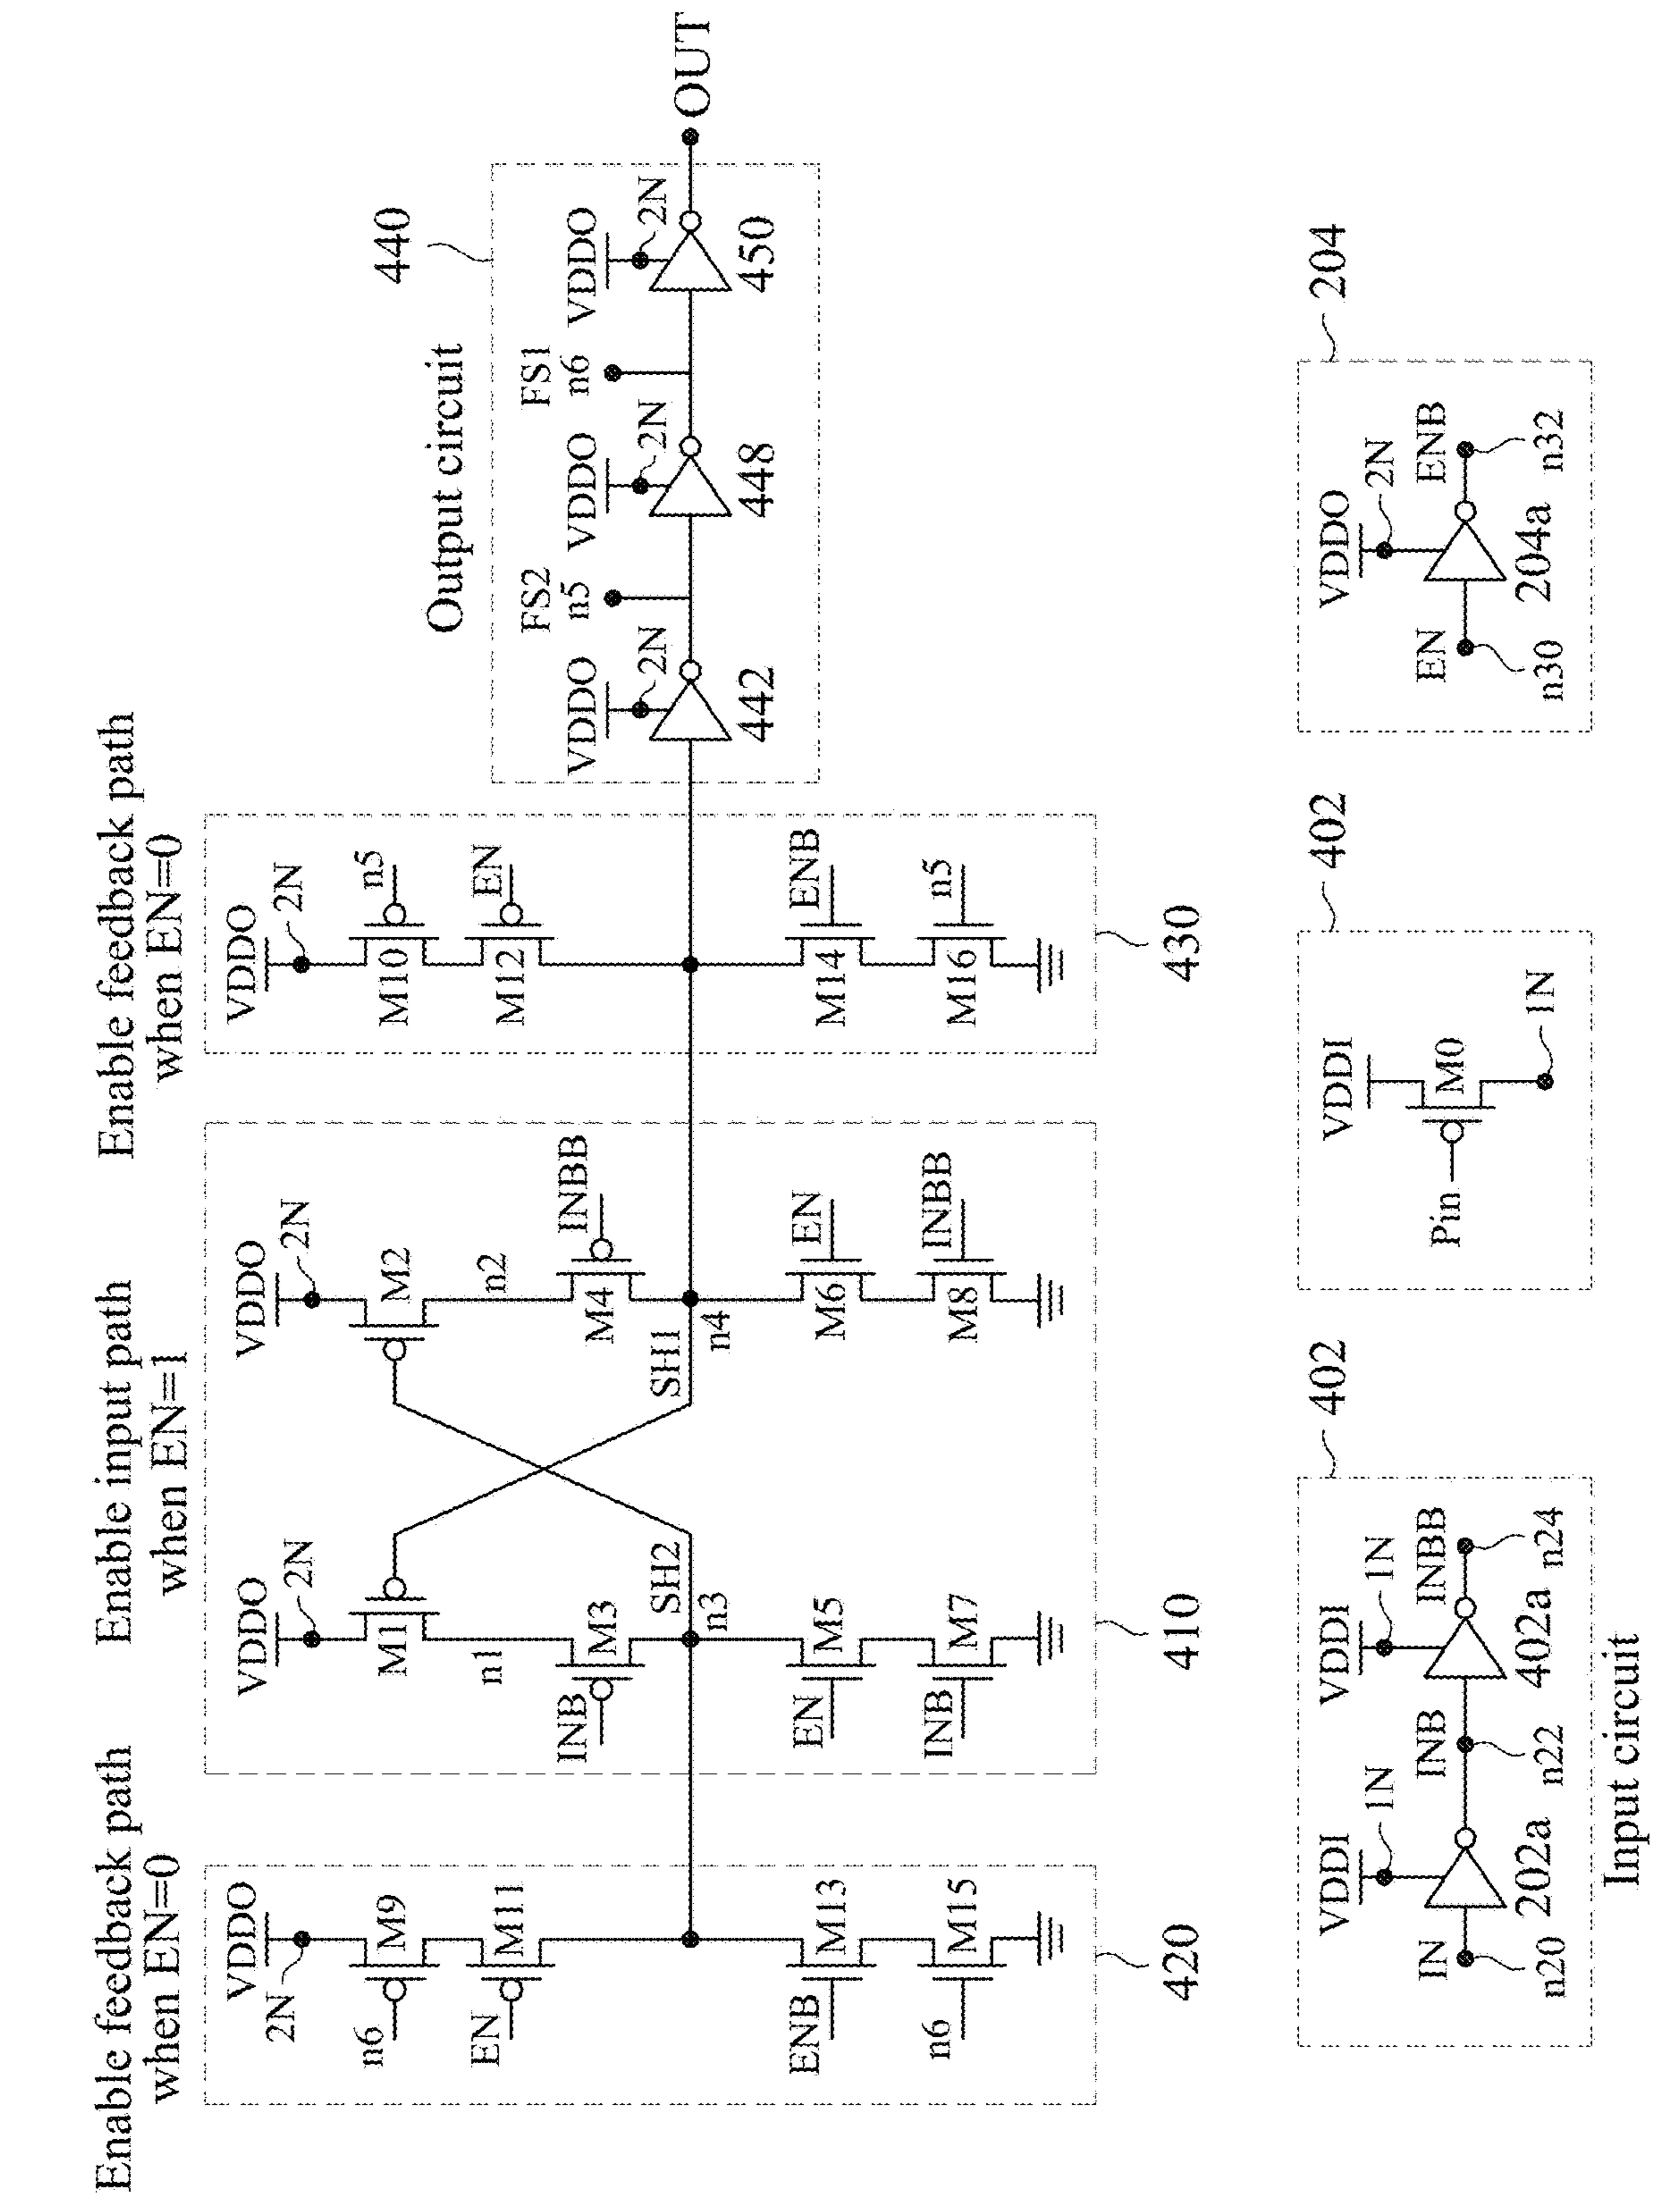 Enable feedback path
when EN=0
Enable input path
when EN=1
Enable feedback path
when EN=0
VDDO
2N
n6
M9
EN
M11
ENB
M13
n6
M15
420
VDDO
2N
M1
n1
INB
M3
SH2
n3
EN
M5
INB
M7
VDDO
2N
M2
n2
M4
INBB
SH1
n4
M6
EN
M8
INBB
410
VDDO
2N
M10
n5
M12
EN
M14
ENB
M16
n5
430
Output circuit
440
VDDO
2N
442
FS2
n5
VDDO
2N
448
FS1
n6
VDDO
2N
450
OUT
402
VDDI
1N
IN
n20
202a
INB
n22
VDDI
1N
402a
INBB
n24
Input circuit
402
VDDI
Pin
M0
1N
204
VDDO
2N
EN
n30
204a
ENB
n32